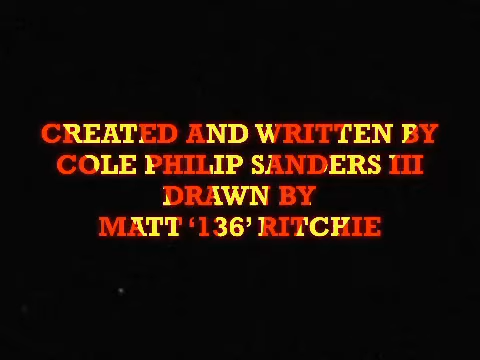 CREATED AND WRITTEN BY
COLE PHILIP SANDERS III
DRAWN BY
MATT ‘136’ RITCHIE